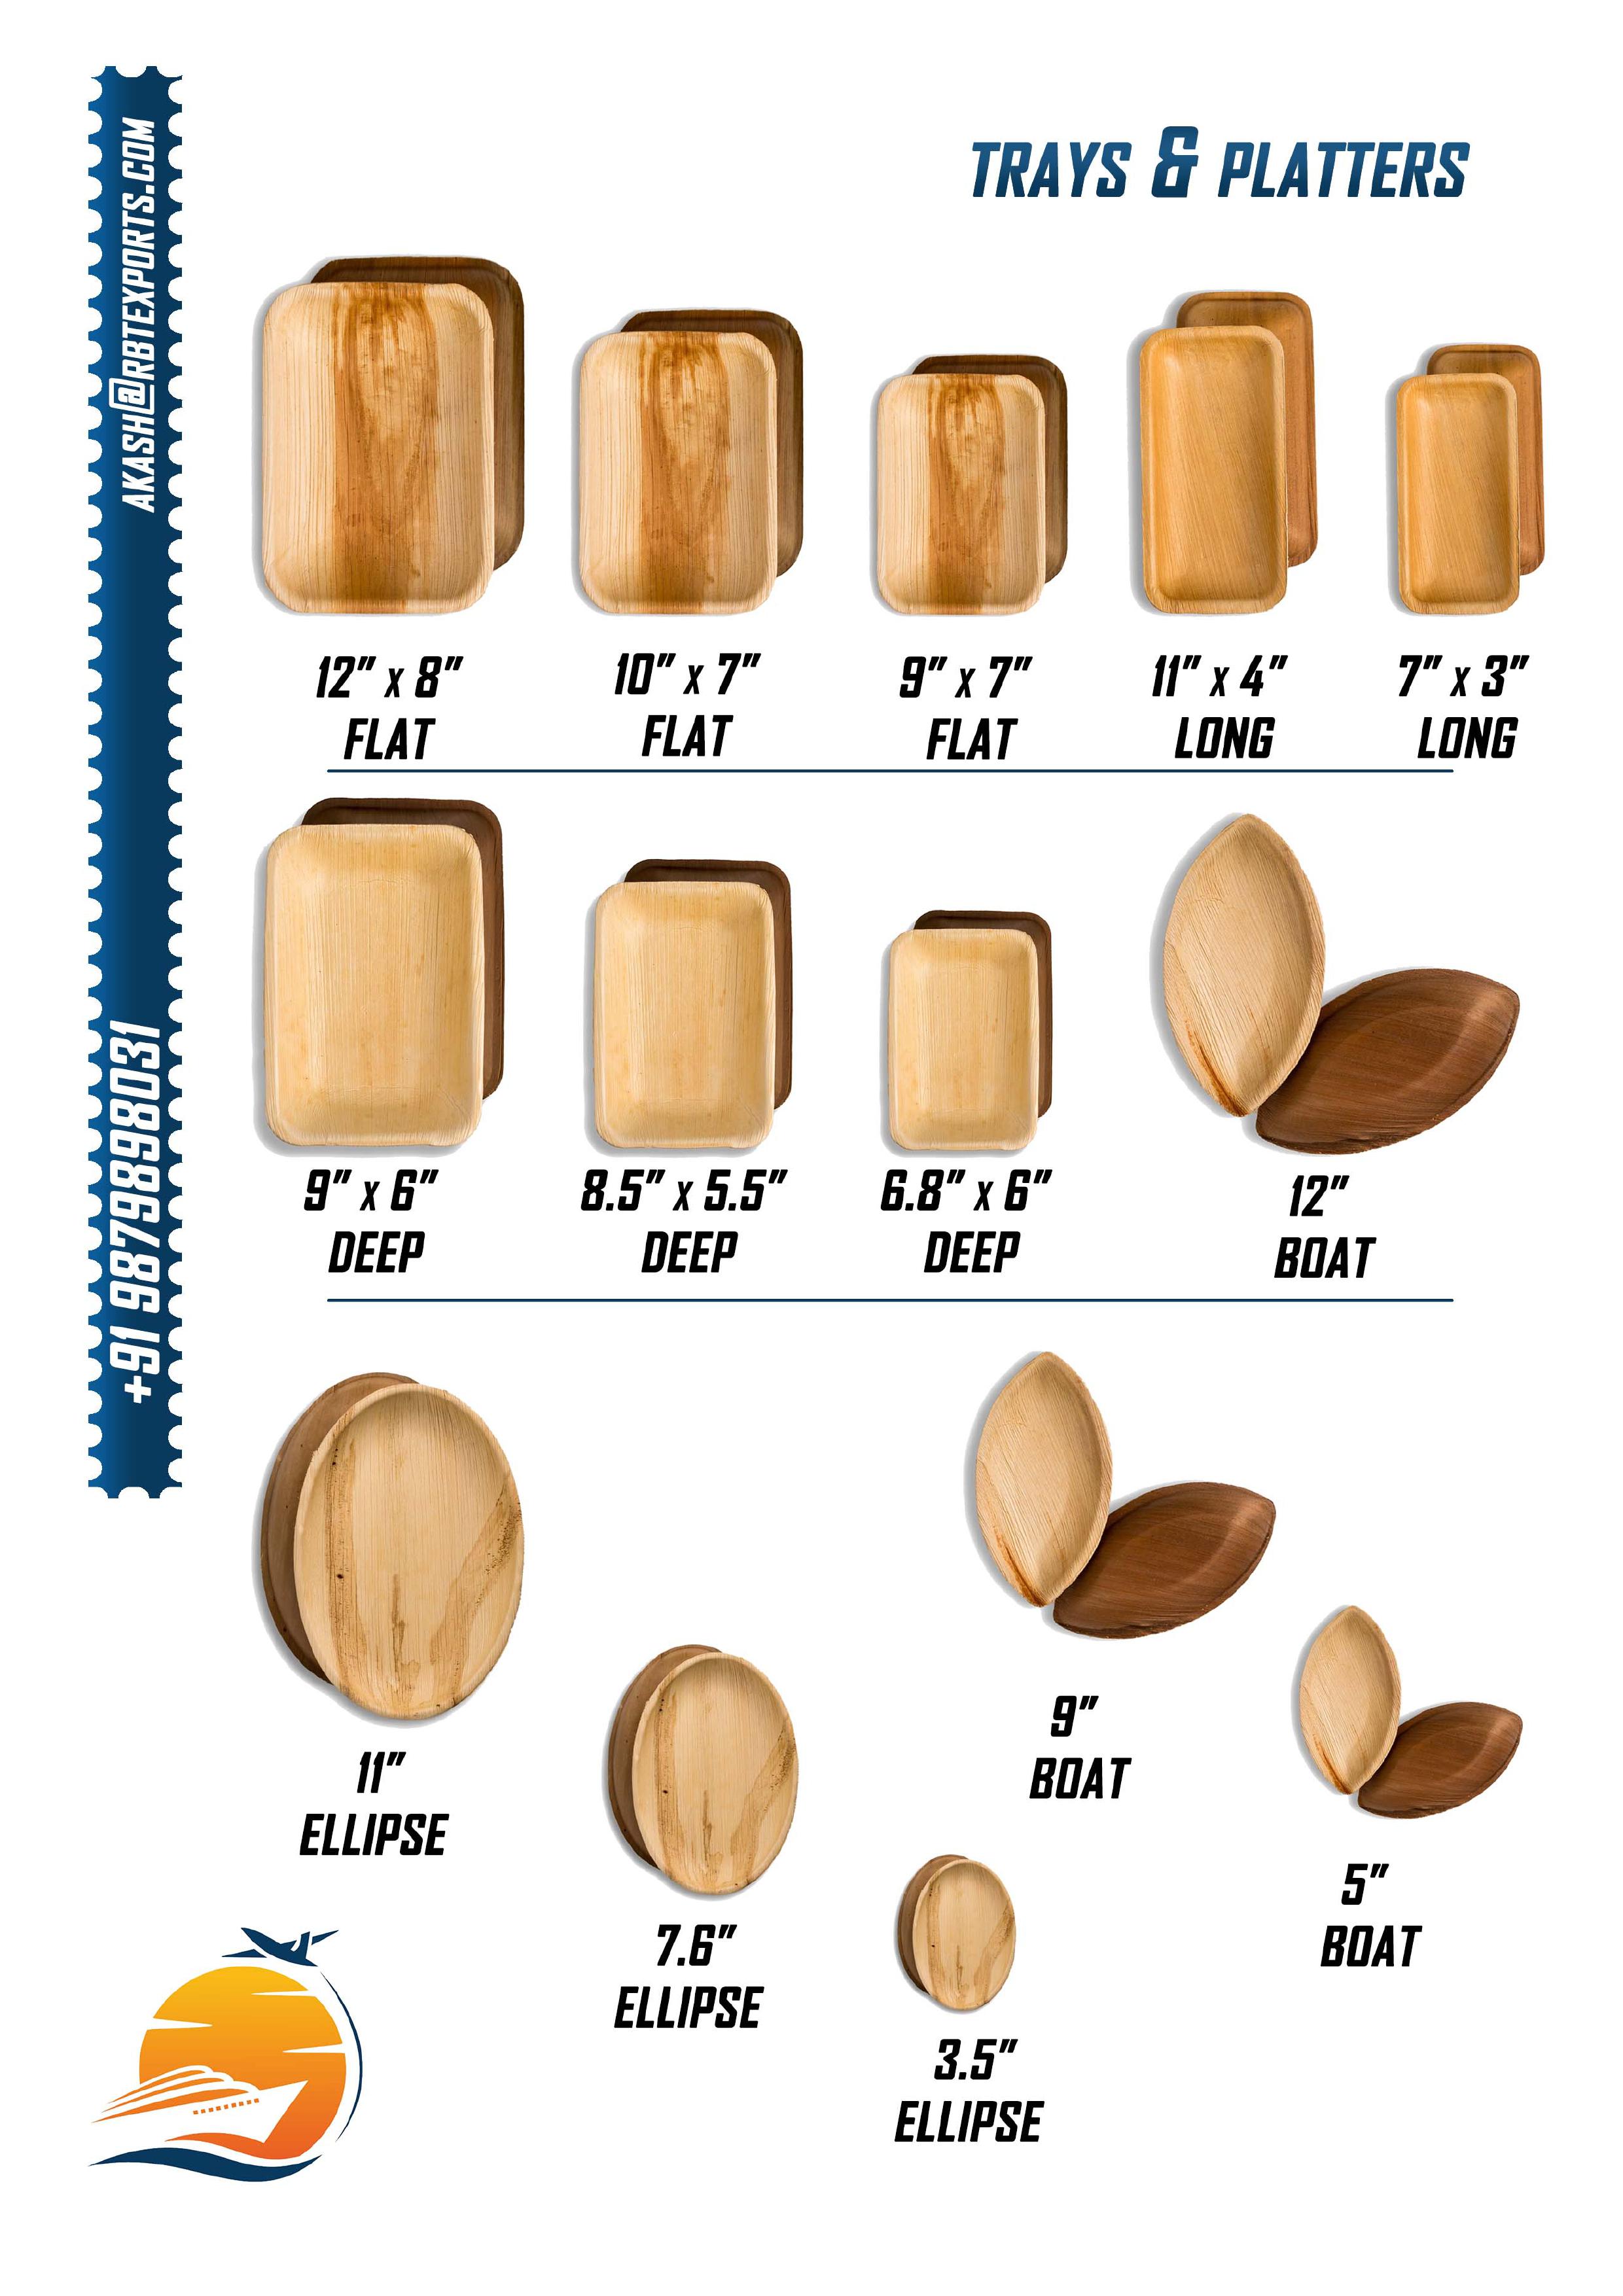 AKASH@RBTEXPORTS.COM
+91 9879898031
TRAYS & PLATTERS
12" x 8"
FLAT
10" x 7"
FLAT
9" x 7"
FLAT
11" x 4"
LONG
7" x 3"
LONG
9" x 6"
DEEP
8.5" x 5.5"
DEEP
6.8" x 6"
DEEP
12"
BOAT
11"
ELLIPSE
7.6"
ELLIPSE
3.5"
ELLIPSE
9"
BOAT
5"
BOAT